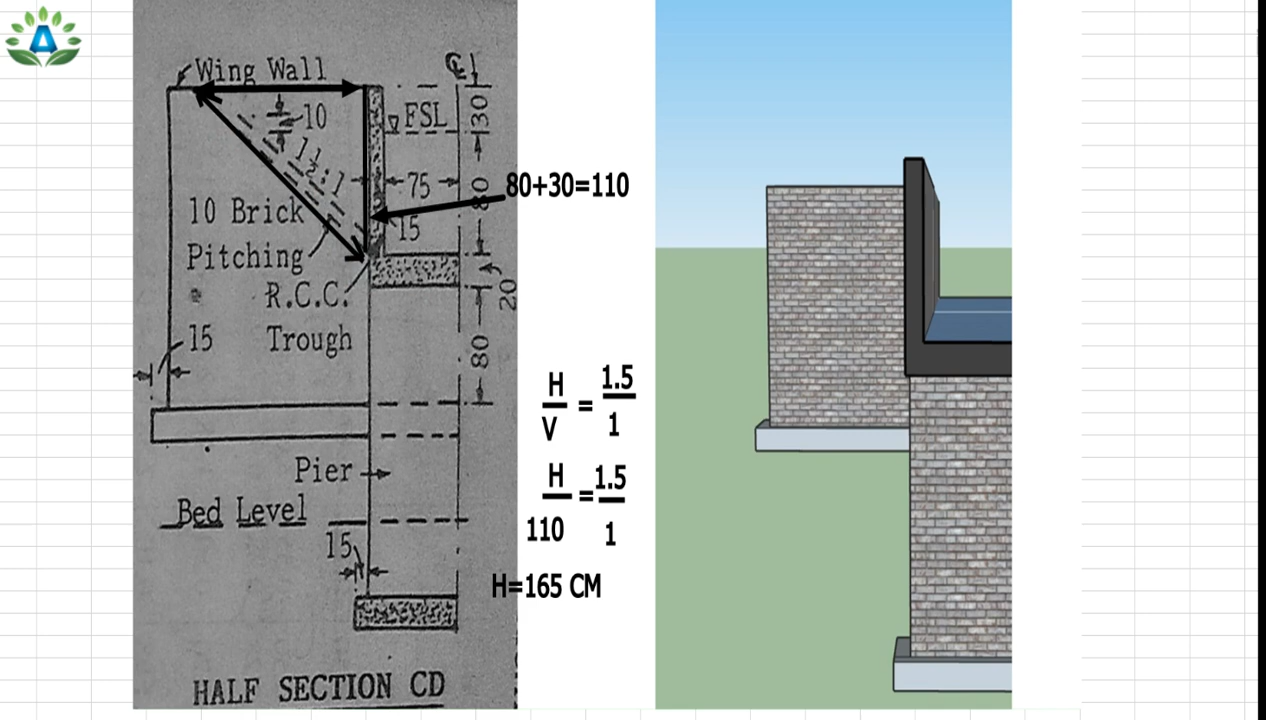 Wing Wall
℄
30
10
FSL
1½:1
75
80
80+30=110
15
10 Brick
Pitching
R.C.C.
20
15 Trough
80
H/V = 1.5/1
H/110 = 1.5/1
Pier
Bed Level
15
H=165 CM
HALF SECTION CD